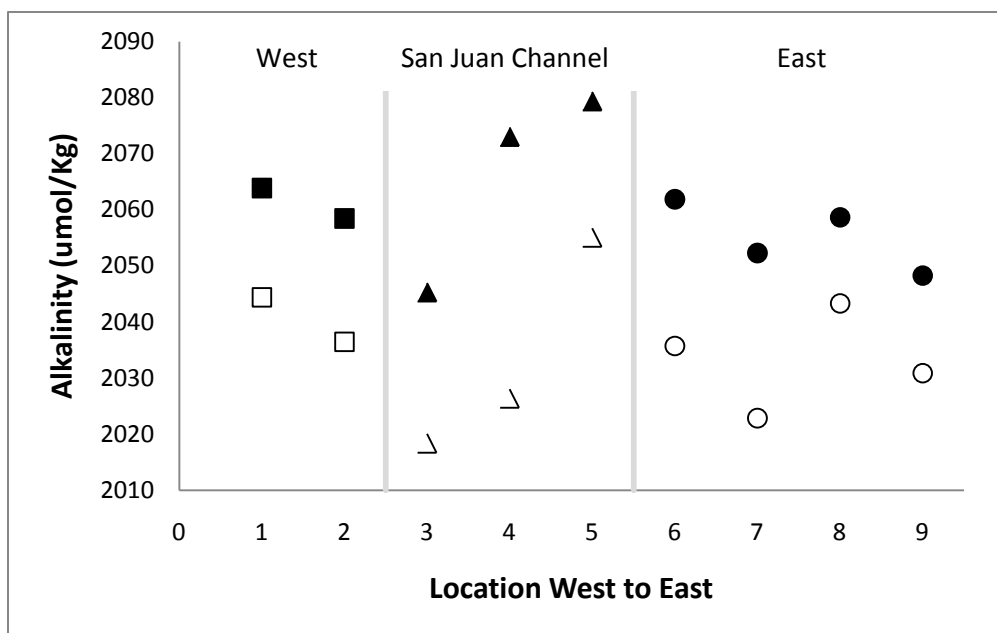 2090
West San Juan Channel East
2080
2070
2060
2050
2040
2030
2020
2010
Alkalinity (umol/Kg)
0 1 2 3 4 5 6 7 8 9
Location West to East